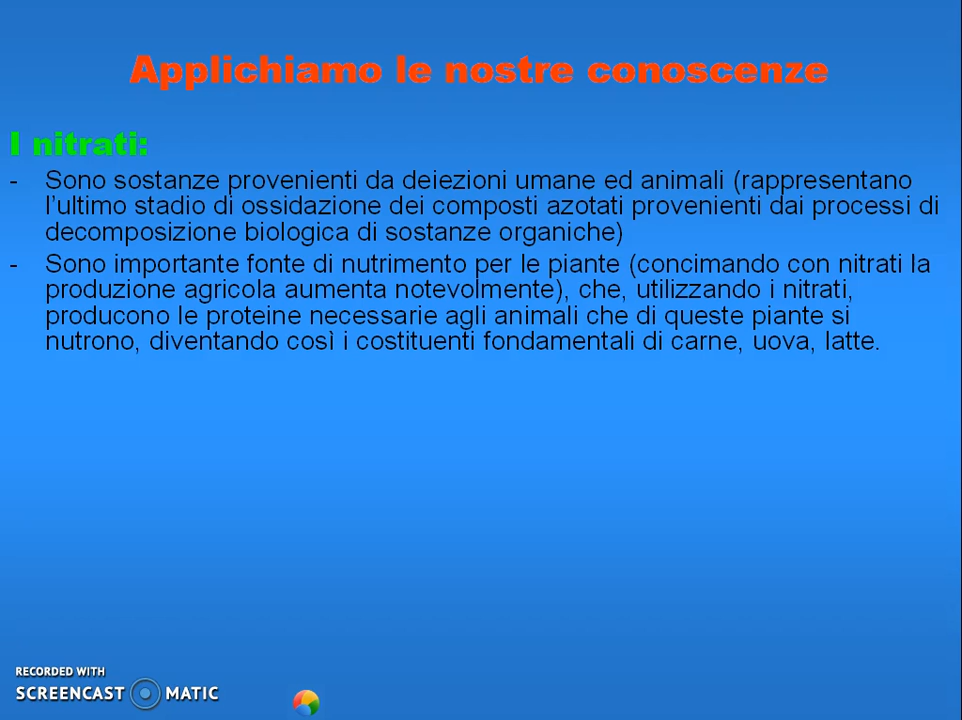 Applichiamo le nostre conoscenze
I nitrati:
- Sono sostanze provenienti da deiezioni umane ed animali (rappresentano
l'ultimo stadio di ossidazione dei composti azotati provenienti dai processi di
decomposizione biologica di sostanze organiche)
- Sono importante fonte di nutrimento per le piante (concimando con nitrati la
produzione agricola aumenta notevolmente), che, utilizzando i nitrati,
producono le proteine necessarie agli animali che di queste piante si
nutrono, diventando così i costituenti fondamentali di carne, uova, latte.
RECORDED WITH
SCREENCAST MATIC